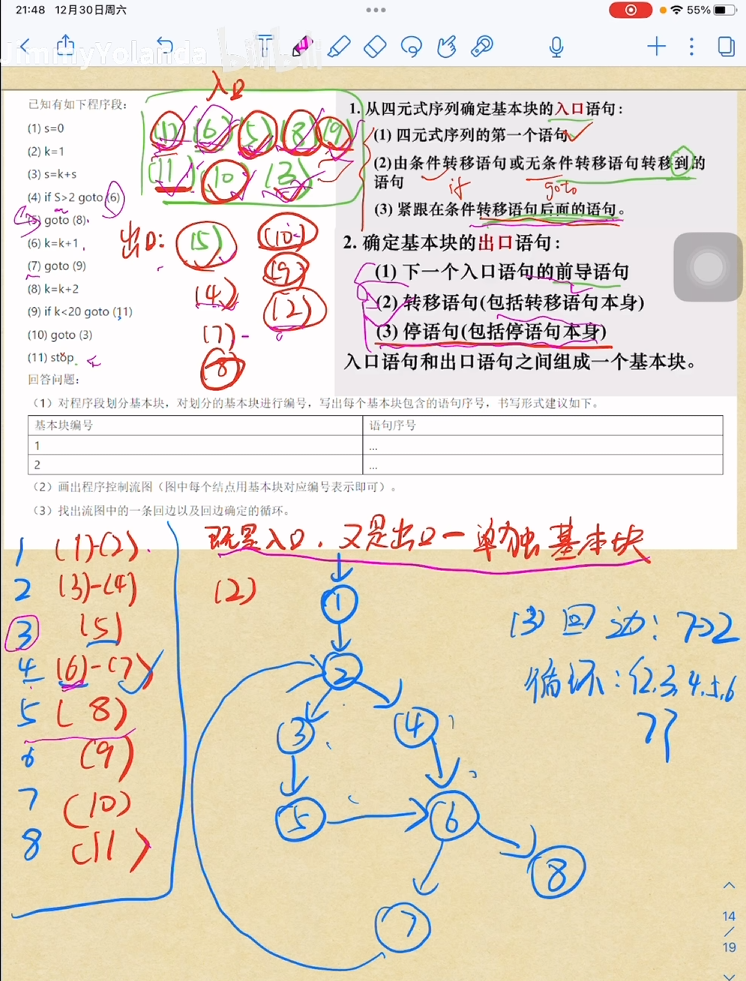 21:48 12月30日周六
55%
JimmyYolanda bilibili
已知有如下程序段:
(1) s=0
(2) k=1
(3) s=k+s
(4) if S>2 goto (6)
(5) goto (8)
(6) k=k+1
(7) goto (9)
(8) k=k+2
(9) if k<20 goto (11)
(10) goto (3)
(11) stop
回答问题:
入口
(1) (6) (5) (8) (9)
(11) (10) (3)
出口:
(5) (10)
(4) (9)
(7) (2)
(8)
1. 从四元式序列确定基本块的入口语句:
(1) 四元式序列的第一个语句
(2)由条件转移语句或无条件转移语句转移到的
语句 if goto
(3) 紧跟在条件转移语句后面的语句。
2. 确定基本块的出口语句:
(1) 下一个入口语句的前导语句
(2) 转移语句(包括转移语句本身)
(3) 停语句(包括停语句本身)
入口语句和出口语句之间组成一个基本块。
(1)对程序段划分基本块,对划分的基本块进行编号,写出每个基本块包含的语句序号,书写形式建议如下。
基本块编号 语句序号
1 ...
2 ...
(2)画出程序控制流图(图中每个结点用基本块对应编号表示即可)。
(3)找出流图中的一条回边以及回边确定的循环。
既是入口,又是出口一单独基本块
1 (1)-(2)
2 (3)-(4)
3 (5)
4 (6)-(7)
5 (8)
6 (9)
7 (10)
8 (11)
(2)
1
2
3 4
5 6
8
7
(3) 回边: 7→2
循环: {2,3,4,5,6
7}
14
/
19